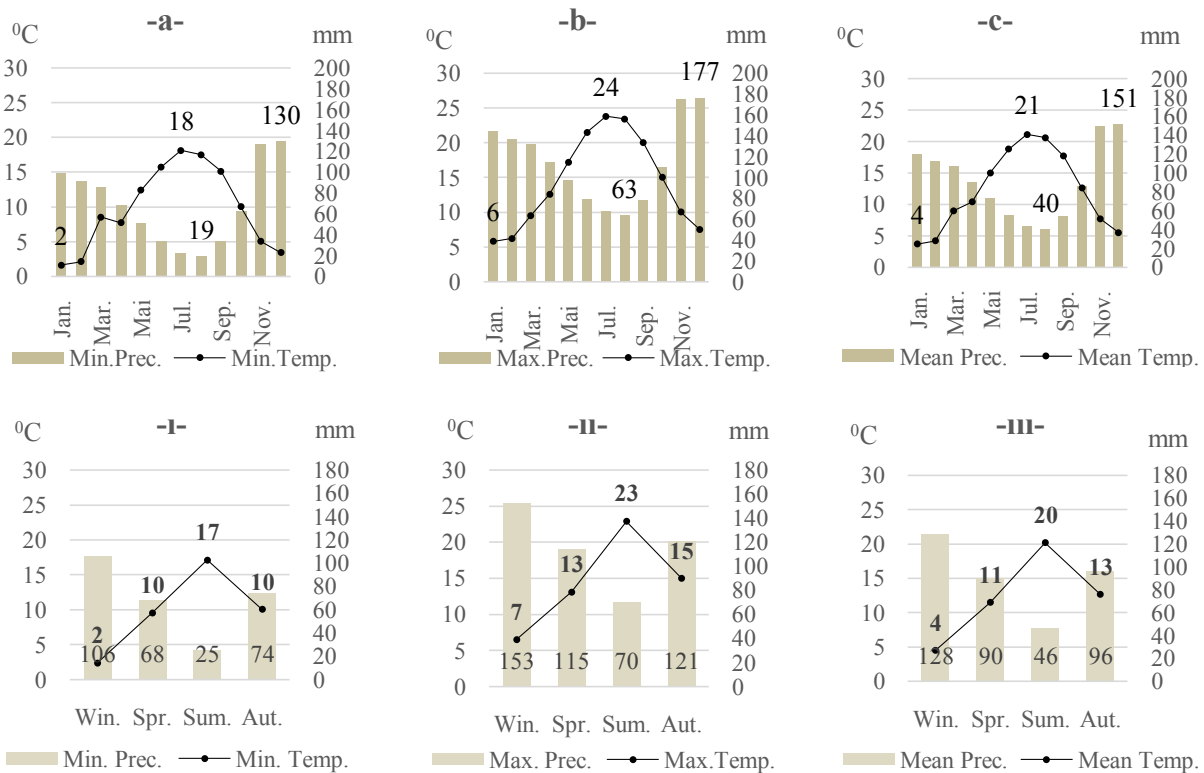 -a-
⁰C
mm
30
25
20
15
10
5
0
200
180
160
140
120
100
80
60
40
20
0
2
18
19
130
Jan.
Mar.
Mai
Jul.
Sep.
Nov.
Min.Prec.
Min.Temp.
-b-
⁰C
mm
30
25
20
15
10
5
0
200
180
160
140
120
100
80
60
40
20
0
6
24
63
177
Jan.
Mar.
Mai
Jul.
Sep.
Nov.
Max.Prec.
Max.Temp.
-c-
⁰C
mm
30
25
20
15
10
5
0
200
180
160
140
120
100
80
60
40
20
0
4
21
40
151
Jan.
Mar.
Mai
Jul.
Sep.
Nov.
Mean Prec.
Mean Temp.
-ı-
⁰C
mm
30
25
20
15
10
5
0
180
160
140
120
100
80
60
40
20
0
2
10
17
10
106
68
25
74
Win. Spr. Sum. Aut.
Min. Prec.
Min. Temp.
-ıı-
⁰C
mm
30
25
20
15
10
5
0
180
160
140
120
100
80
60
40
20
0
7
13
23
15
153
115
70
121
Win. Spr. Sum. Aut.
Max. Prec.
Max.Temp.
-ııı-
⁰C
mm
30
25
20
15
10
5
0
180
160
140
120
100
80
60
40
20
0
4
11
20
13
128
90
46
96
Win. Spr. Sum. Aut.
Mean Prec.
Mean Temp.